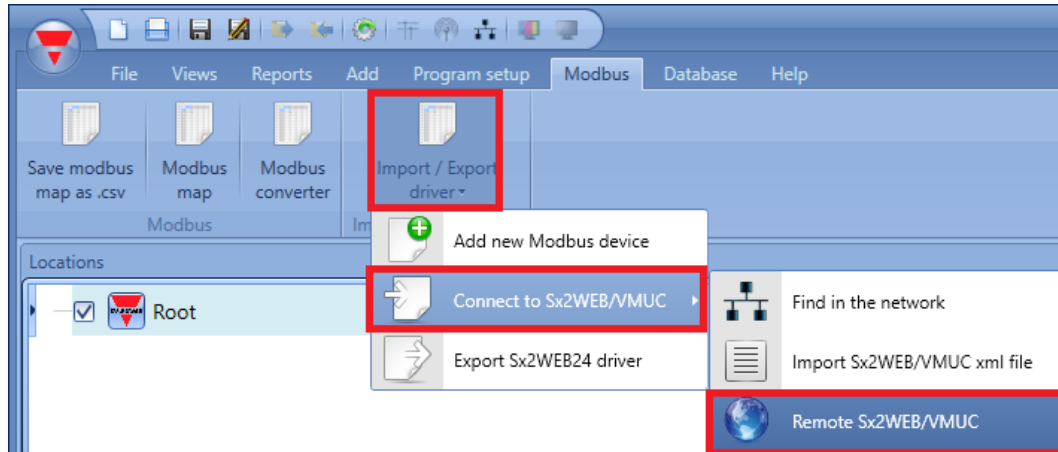 File Views Reports Add Program setup Modbus Database Help
Save modbus map as .csv
Modbus map
Modbus converter
Import / Export driver
Modbus
Im
Add new Modbus device
Locations
Root
Connect to Sx2WEB/VMUC
Find in the network
Export Sx2WEB24 driver
Import Sx2WEB/VMUC xml file
Remote Sx2WEB/VMUC